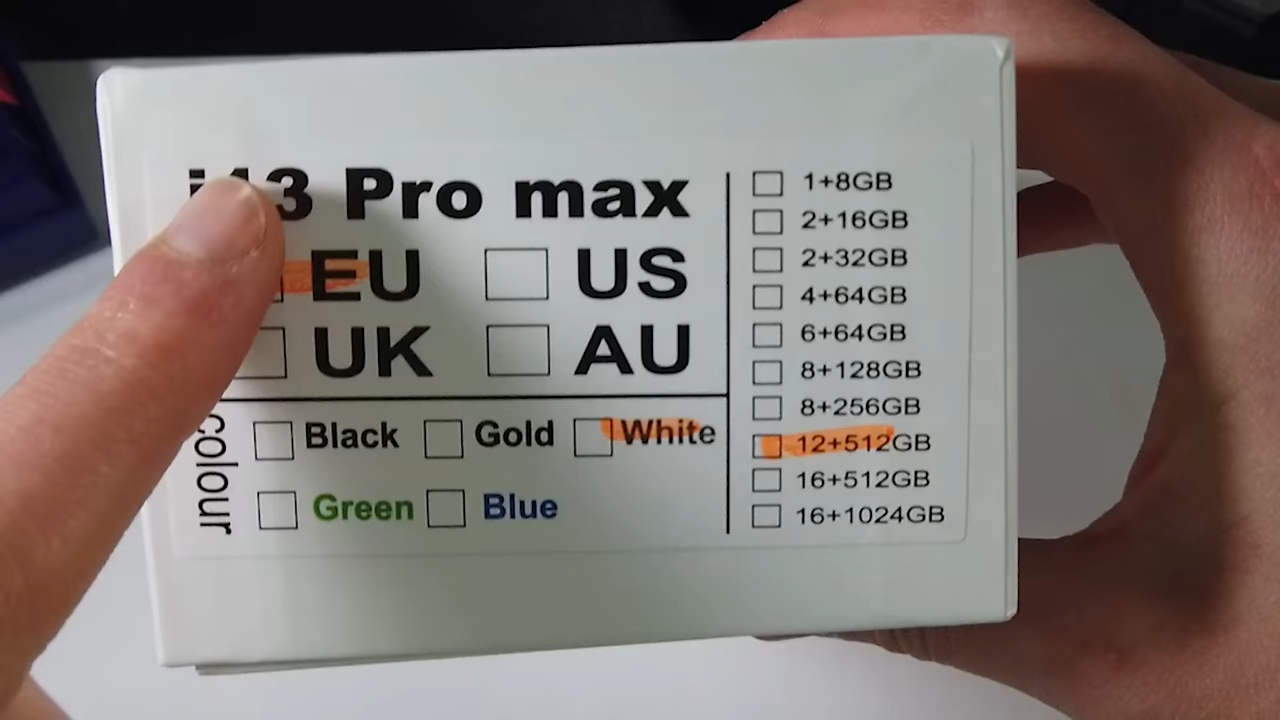 i13 Pro max
EU US
UK AU
colour
Black Gold White
Green Blue
1+8GB
2+16GB
2+32GB
4+64GB
6+64GB
8+128GB
8+256GB
12+512GB
16+512GB
16+1024GB